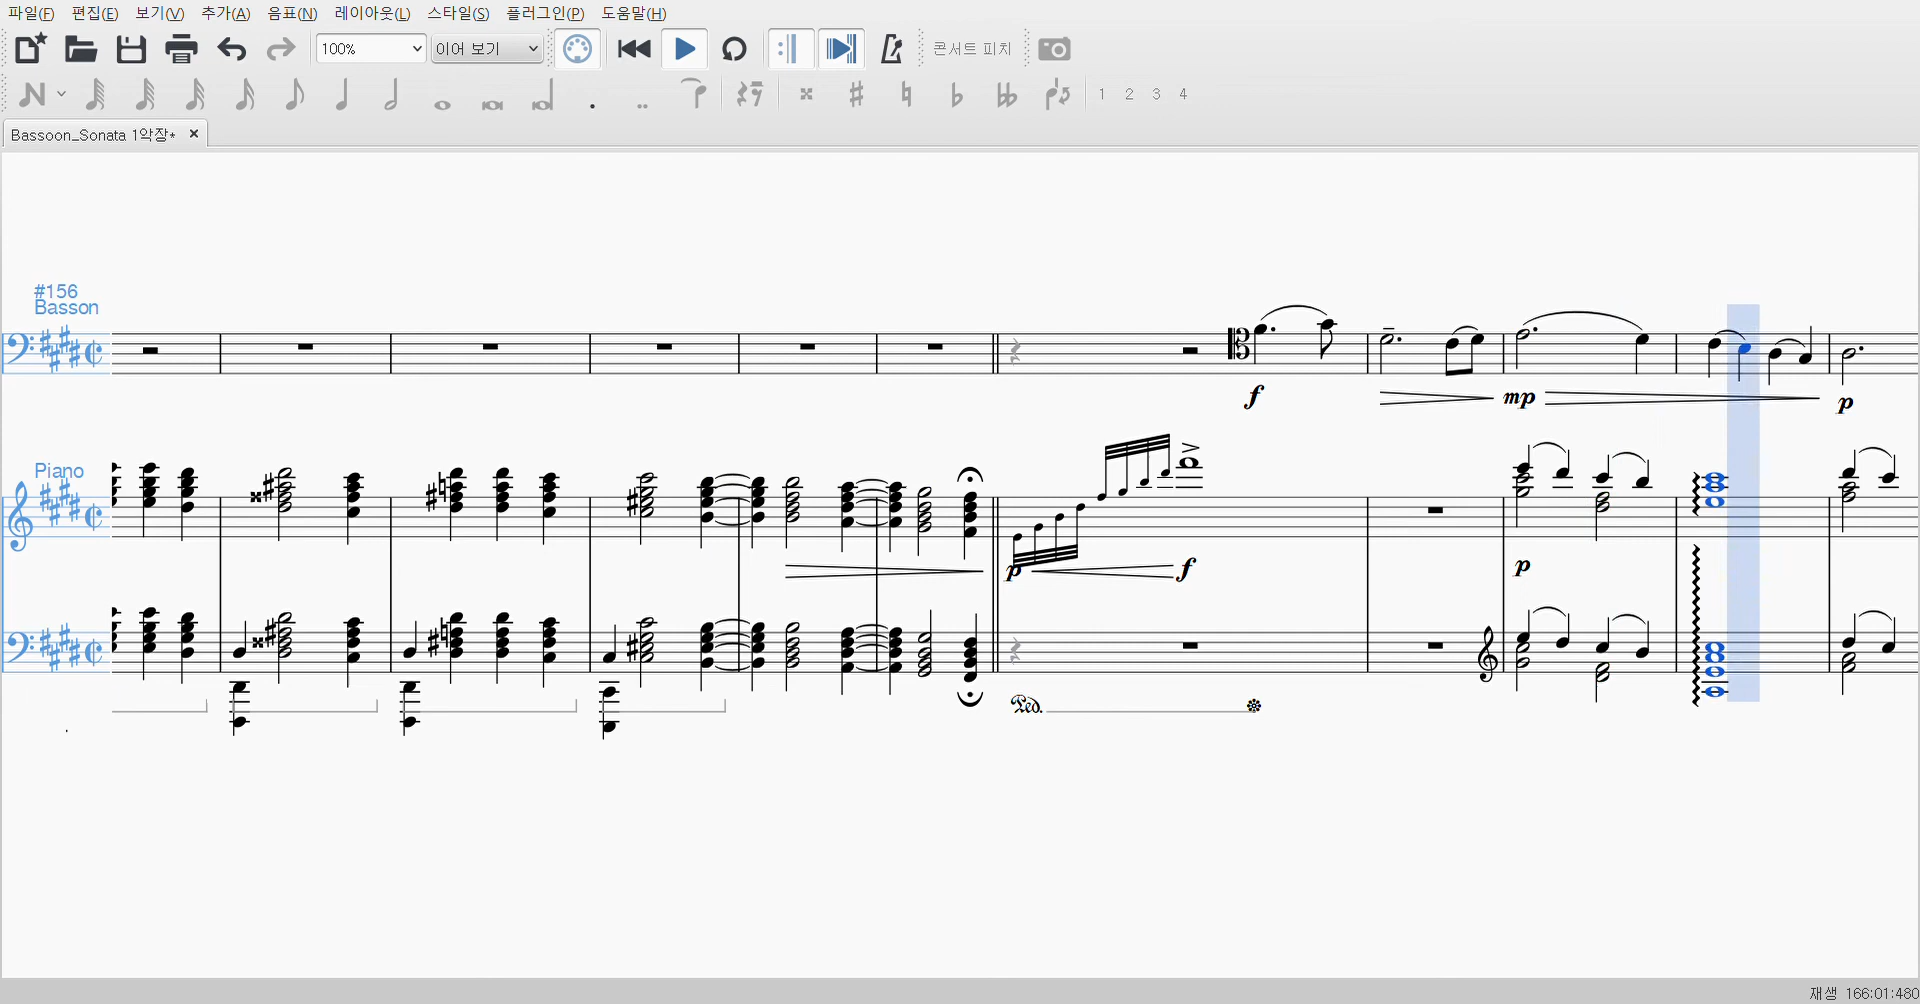 파일(F) 편집(E) 보기(V) 추가(A) 음표(N) 레이아웃(L) 스타일(S) 플러그인(P) 도움말(H)
100% 이어 보기 콘서트 피치
1 2 3 4
Bassoon_Sonata 1악장*
#156
Basson
f mp p
Piano
p f p
Ped.
재생 166:01:480